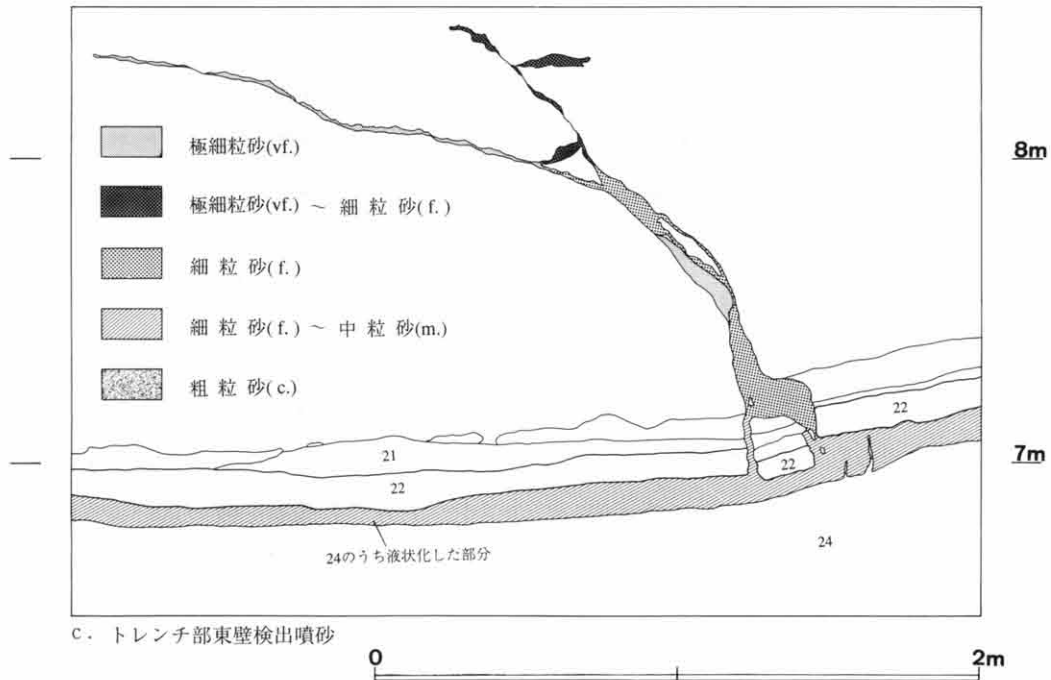 極細粒砂(vf.)
8m
極細粒砂(vf.) ～ 細 粒 砂(f.)
細 粒 砂(f.)
細 粒 砂(f.) ～ 中 粒 砂(m.)
粗 粒 砂(c.)
22
21
7m
22
22
24
24のうち液状化した部分
C. トレンチ部東壁検出噴砂
0
2m